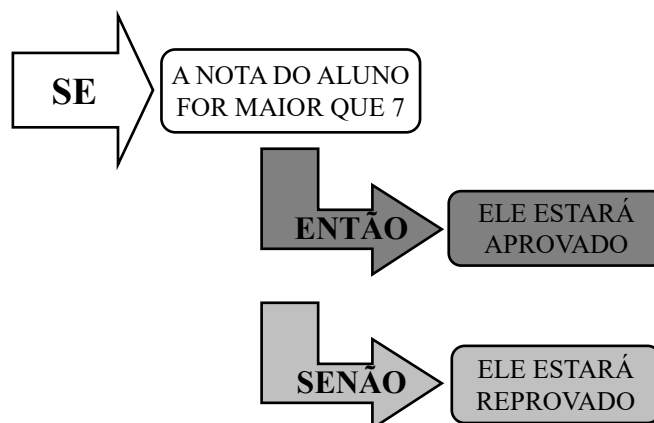 SE
A NOTA DO ALUNO
FOR MAIOR QUE 7
ENTÃO
ELE ESTARÁ
APROVADO
SENÃO
ELE ESTARÁ
REPROVADO